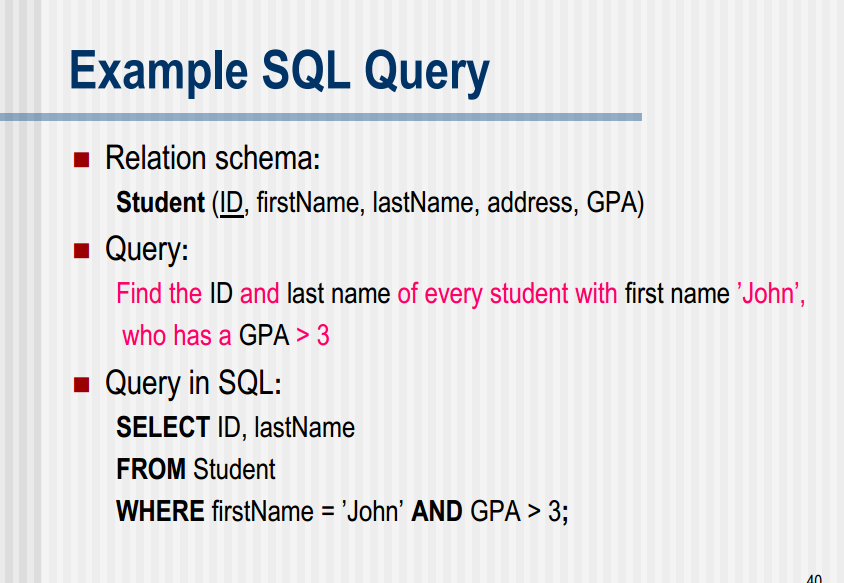 Example SQL Query
Relation schema:
Student (ID, firstName, lastName, address, GPA)
Query:
Find the ID and last name of every student with first name ’John’,
who has a GPA > 3
Query in SQL:
SELECT ID, lastName
FROM Student
WHERE firstName = ’John’ AND GPA > 3;
40